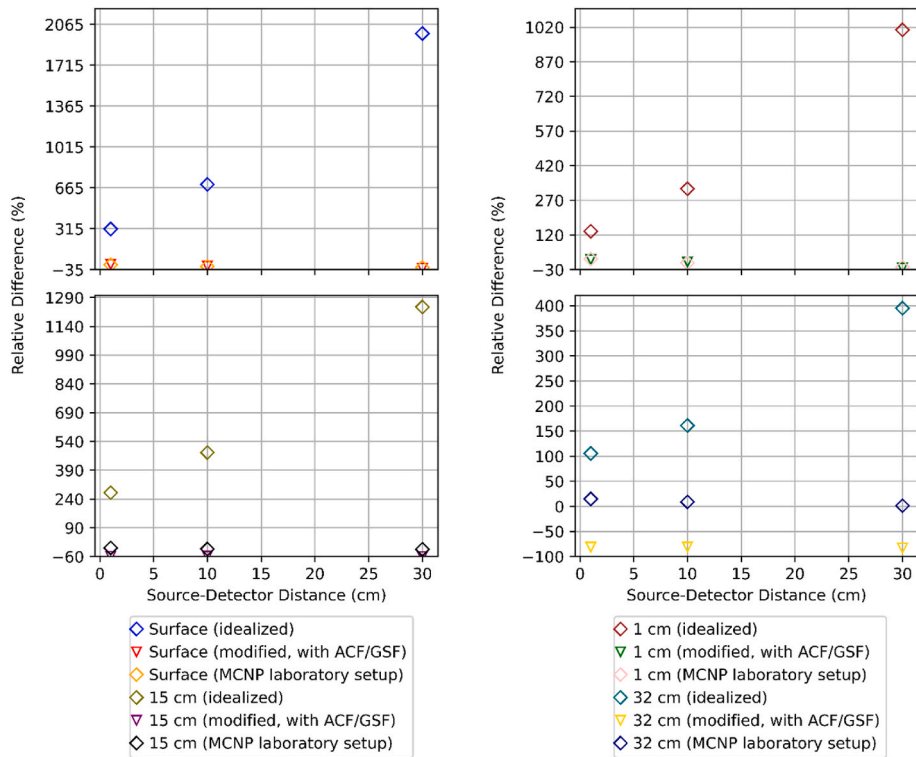 2065
1715
1365
1015
665
315
−35
Relative Difference (%)
1020
870
720
570
420
270
120
−30
Relative Difference (%)
1290
1140
990
840
690
540
390
240
90
−60
0 5 10 15 20 25 30
Source-Detector Distance (cm)
400
350
300
250
200
150
100
50
0
−50
−100
0 5 10 15 20 25 30
Source-Detector Distance (cm)
Surface (idealized)
Surface (modified, with ACF/GSF)
Surface (MCNP laboratory setup)
15 cm (idealized)
15 cm (modified, with ACF/GSF)
15 cm (MCNP laboratory setup)
1 cm (idealized)
1 cm (modified, with ACF/GSF)
1 cm (MCNP laboratory setup)
32 cm (idealized)
32 cm (modified, with ACF/GSF)
32 cm (MCNP laboratory setup)